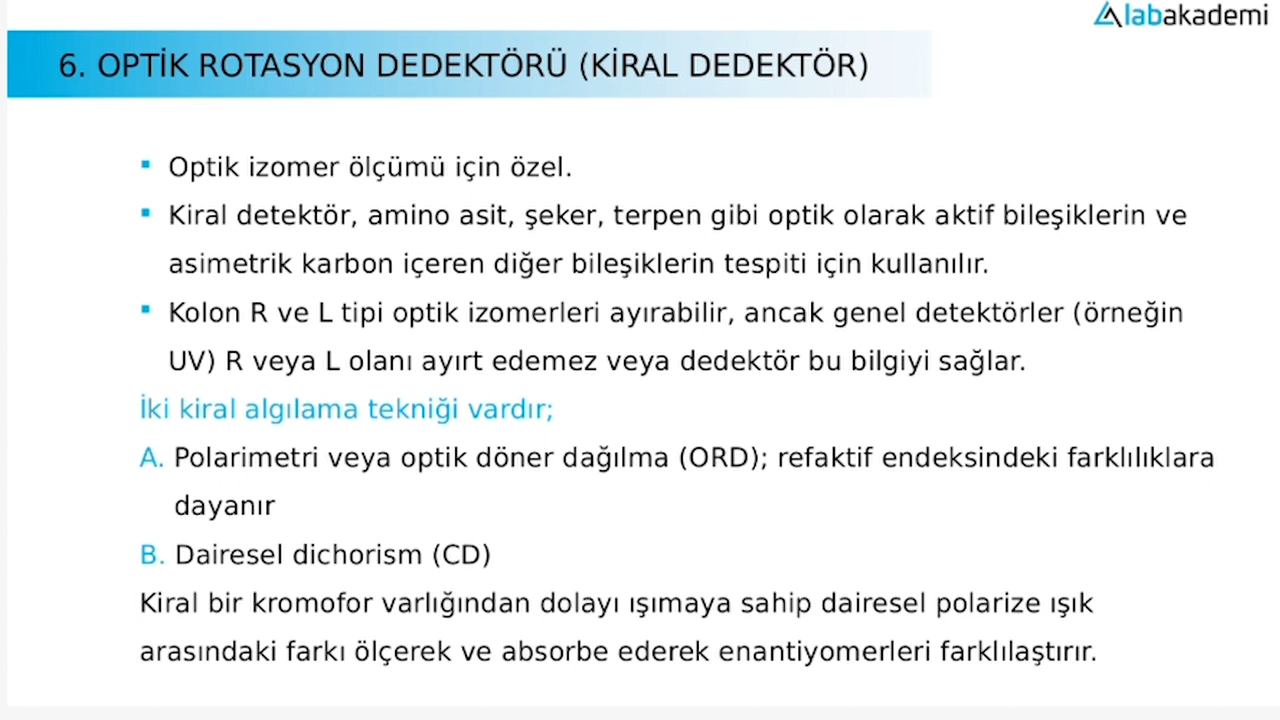 labakademi
6. OPTİK ROTASYON DEDEKTÖRÜ (KİRAL DEDEKTÖR)
▪ Optik izomer ölçümü için özel.
▪ Kiral detektör, amino asit, şeker, terpen gibi optik olarak aktif bileşiklerin ve
asimetrik karbon içeren diğer bileşiklerin tespiti için kullanılır.
▪ Kolon R ve L tipi optik izomerleri ayırabilir, ancak genel detektörler (örneğin
UV) R veya L olanı ayırt edemez veya dedektör bu bilgiyi sağlar.
İki kiral algılama tekniği vardır;
A. Polarimetri veya optik döner dağılma (ORD); refaktif endeksindeki farklılıklara
dayanır
B. Dairesel dichorism (CD)
Kiral bir kromofor varlığından dolayı ışımaya sahip dairesel polarize ışık
arasındaki farkı ölçerek ve absorbe ederek enantiyomerleri farklılaştırır.